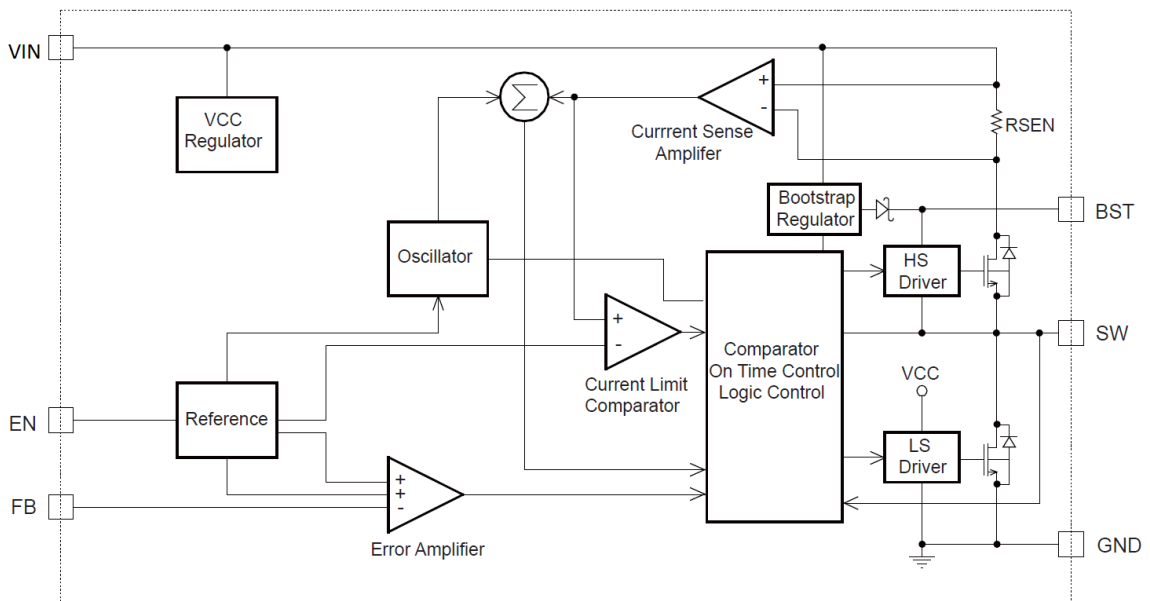 VIN
VCC
Regulator
Σ
+
-
Currrent Sense
Amplifer
RSEN
Bootstrap
Regulator
BST
Oscillator
HS
Driver
+
-
Current Limit
Comparator
Comparator
On Time Control
Logic Control
SW
VCC
EN
Reference
LS
Driver
FB
+
+
-
Error Amplifier
GND